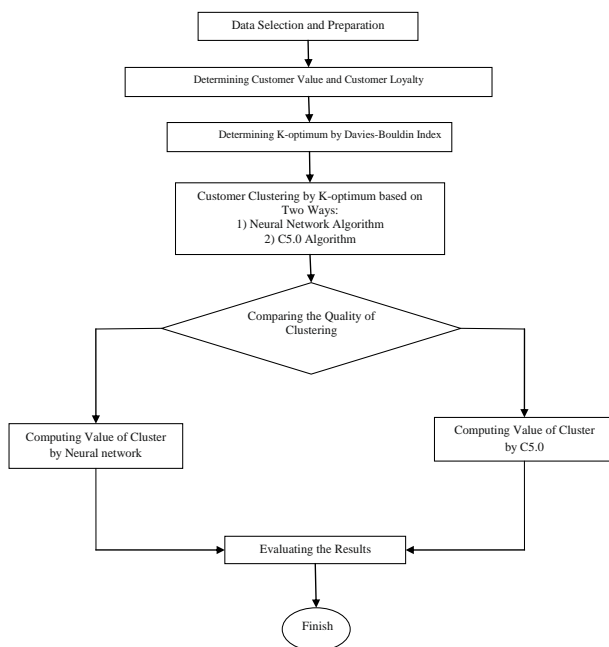 Data Selection and Preparation
Determining Customer Value and Customer Loyalty
Determining K-optimum by Davies-Bouldin Index
Customer Clustering by K-optimum based on
Two Ways:
1) Neural Network Algorithm
2) C5.0 Algorithm
Comparing the Quality of
Clustering
Computing Value of Cluster
by Neural network
Computing Value of Cluster
by C5.0
Evaluating the Results
Finish